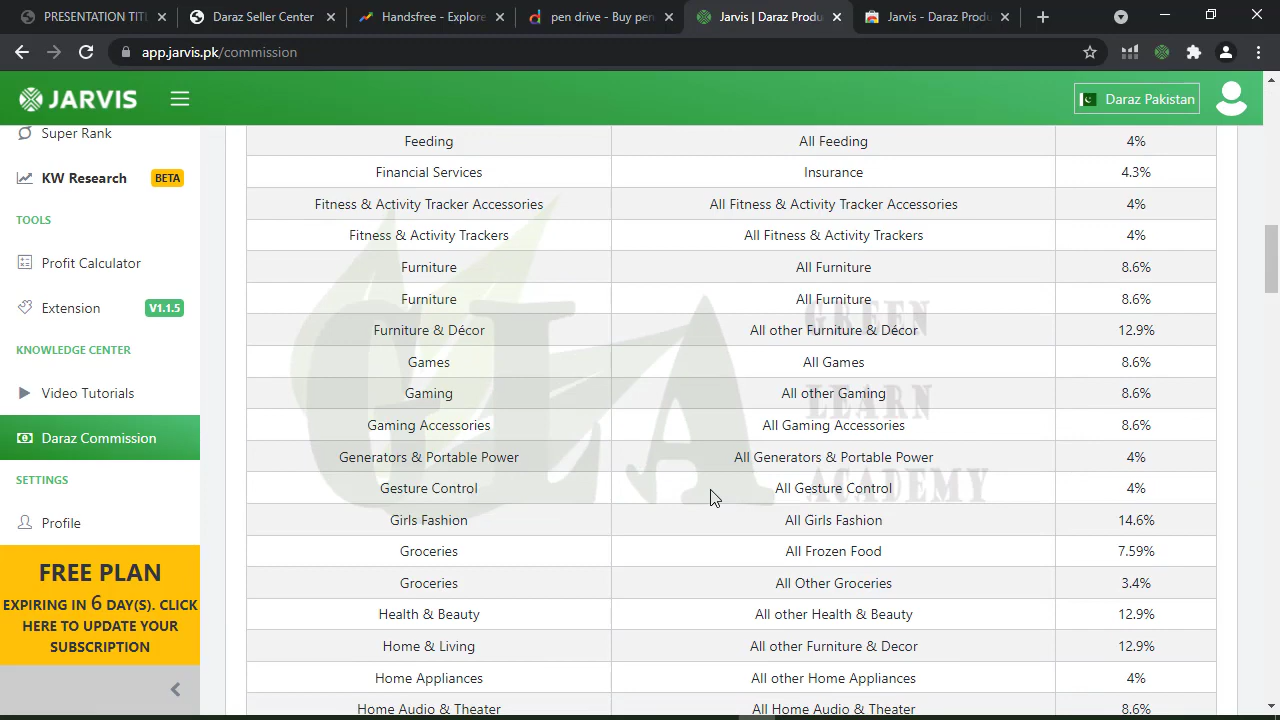 PRESENTATION TITL
Daraz Seller Center
Handsfree - Explore
pen drive - Buy pen
Jarvis | Daraz Produ
Jarvis - Daraz Produ
app.jarvis.pk/commission
JARVIS
Daraz Pakistan
Super Rank
KW Research BETA
TOOLS
Profit Calculator
Extension V1.1.5
KNOWLEDGE CENTER
Video Tutorials
Daraz Commission
SETTINGS
Profile
FREE PLAN
EXPIRING IN 6 DAY(S). CLICK
HERE TO UPDATE YOUR
SUBSCRIPTION
Feeding All Feeding 4%
Financial Services Insurance 4.3%
Fitness & Activity Tracker Accessories All Fitness & Activity Tracker Accessories 4%
Fitness & Activity Trackers All Fitness & Activity Trackers 4%
Furniture All Furniture 8.6%
Furniture All Furniture 8.6%
Furniture & Décor All other Furniture & Décor 12.9%
Games All Games 8.6%
Gaming All other Gaming 8.6%
Gaming Accessories All Gaming Accessories 8.6%
Generators & Portable Power All Generators & Portable Power 4%
Gesture Control All Gesture Control 4%
Girls Fashion All Girls Fashion 14.6%
Groceries All Frozen Food 7.59%
Groceries All Other Groceries 3.4%
Health & Beauty All other Health & Beauty 12.9%
Home & Living All other Furniture & Decor 12.9%
Home Appliances All other Home Appliances 4%
Home Audio & Theater All Home Audio & Theater 8.6%
GLA
GREEN
LEARN
ACADEMY